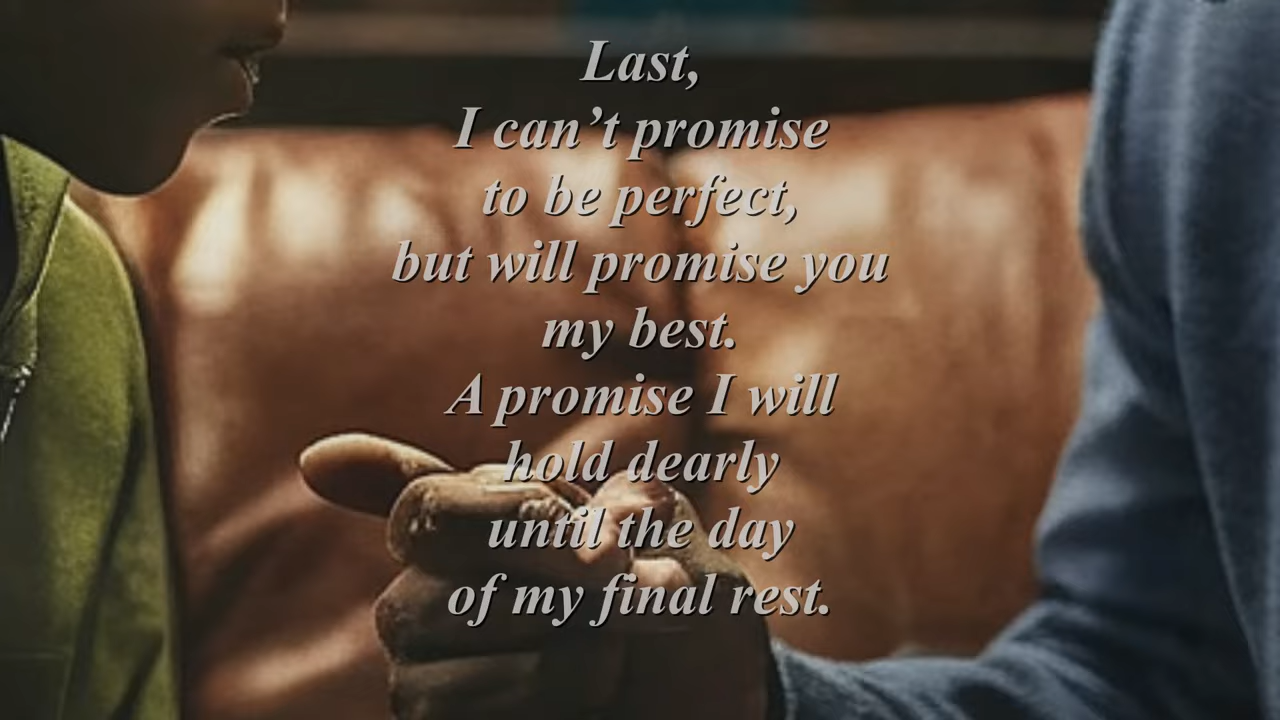 Last,
I can’t promise
to be perfect,
but will promise you
my best.
A promise I will
hold dearly
until the day
of my final rest.